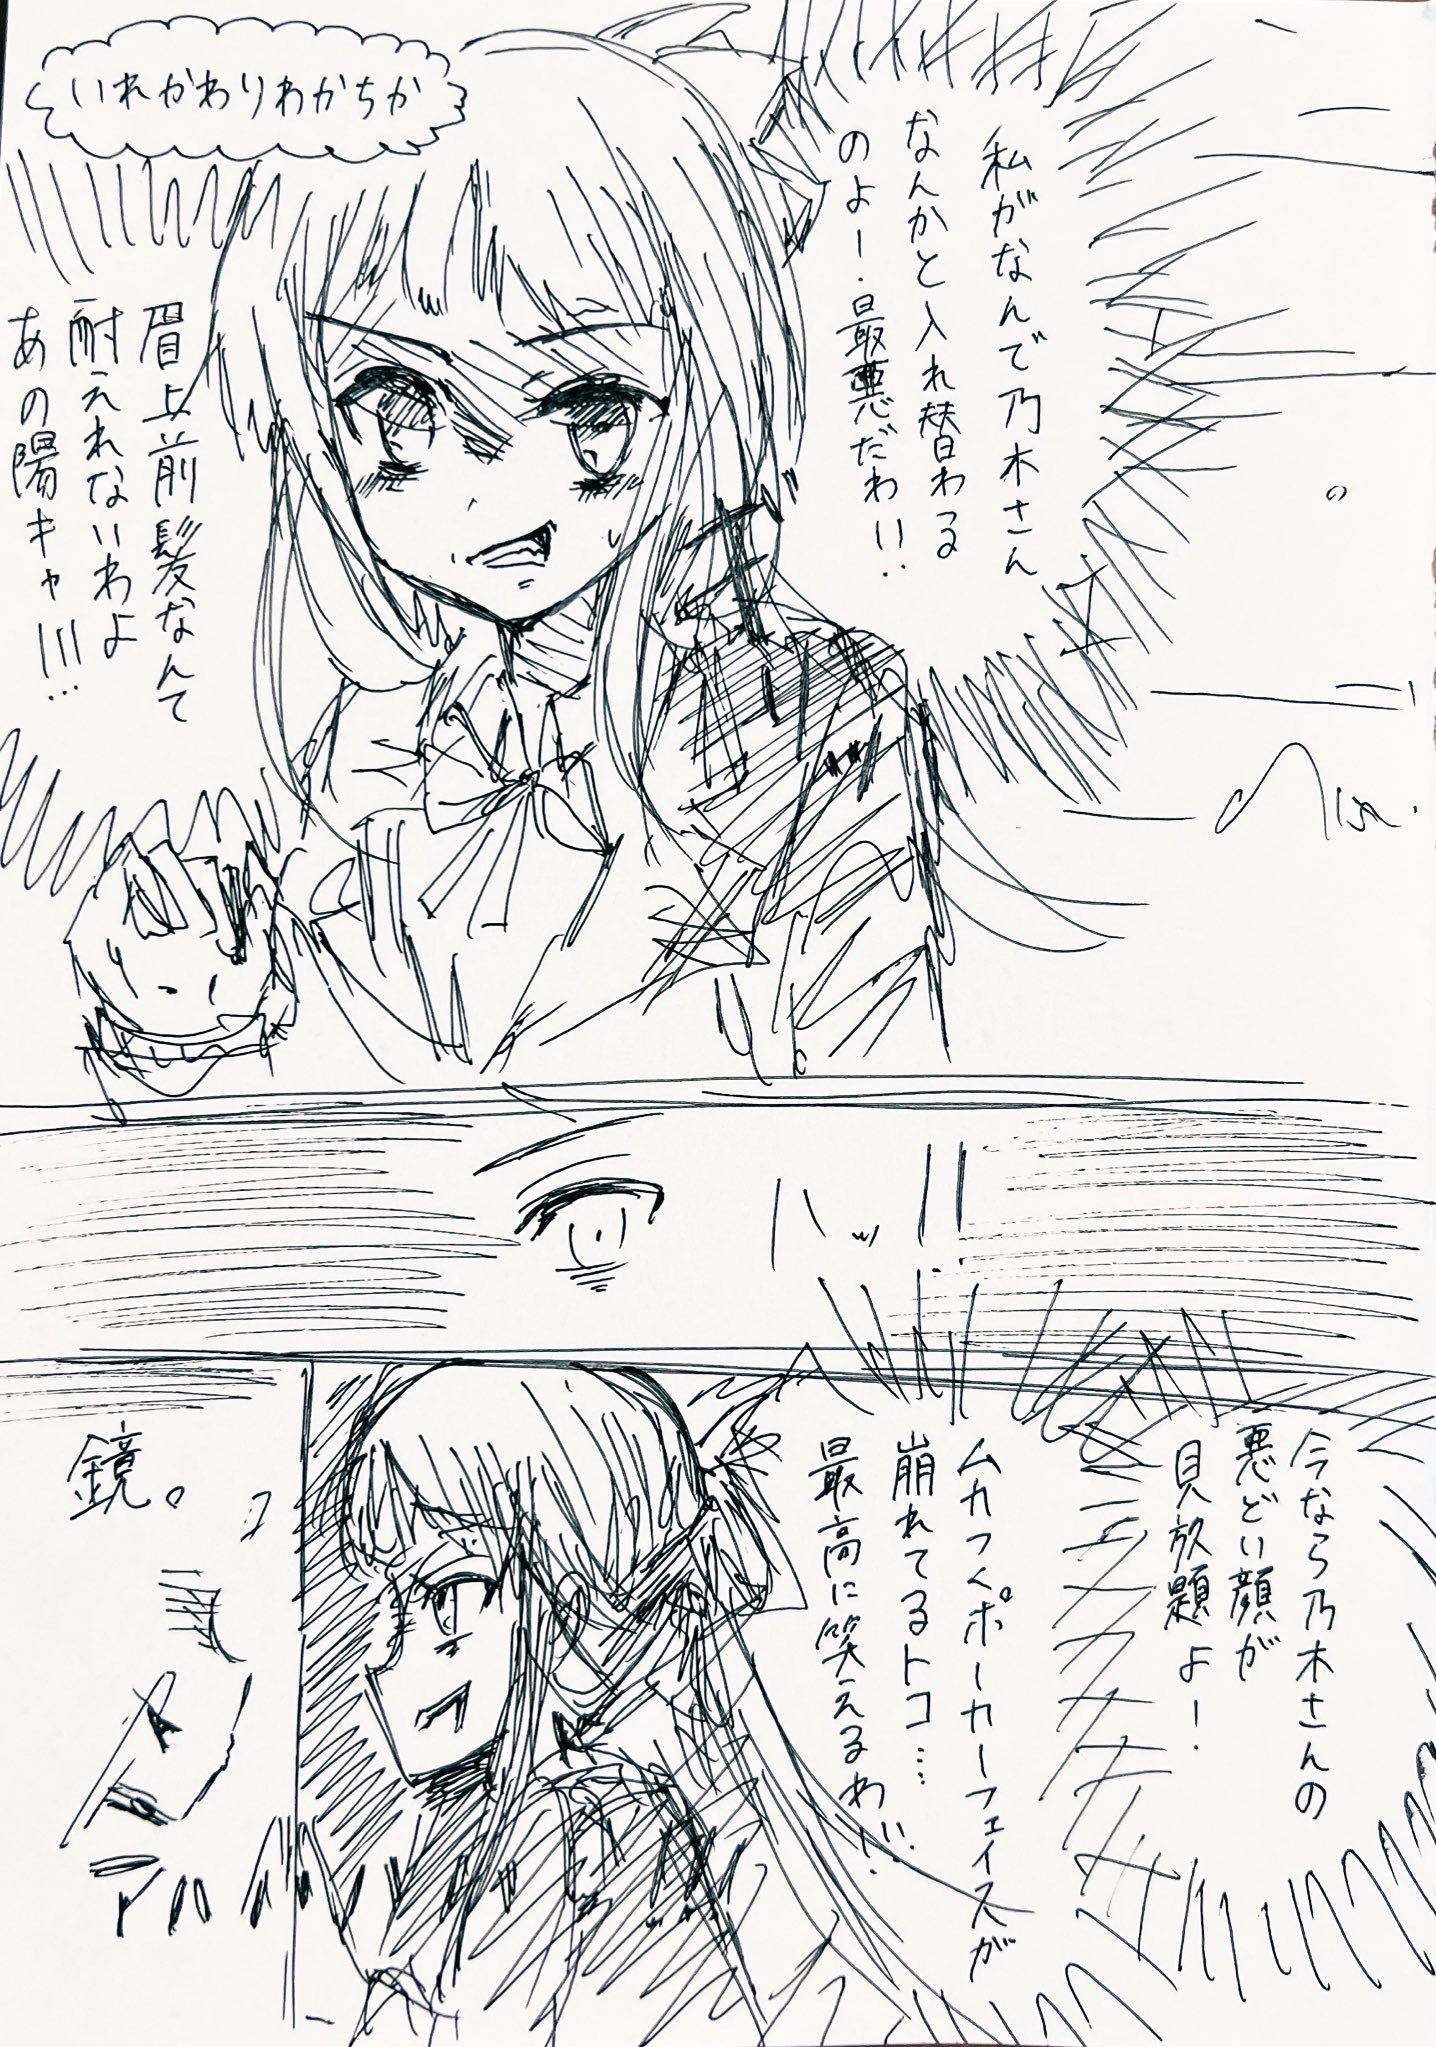 いれかわりわかちか
私がなんで乃木さん
なんかと入れ替わる
のよ!最悪だわ!!
眉上前髪なんて
耐えれないわよ
あの陽キャ!!!…
ハッ!!
今なら乃木さんの
悪どい顔が
見放題よ!
ムカつくポーカーフェイスが
崩れてるトコ…
最高に笑えるわ!!!
鏡。